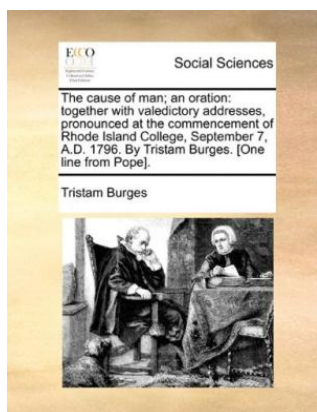 ECCO
Social Sciences
The cause of man; an oration:
together with valedictory addresses,
pronounced at the commencement of
Rhode Island College, September 7,
A.D. 1796. By Tristam Burges. [One
line from Pope].
Tristam Burges